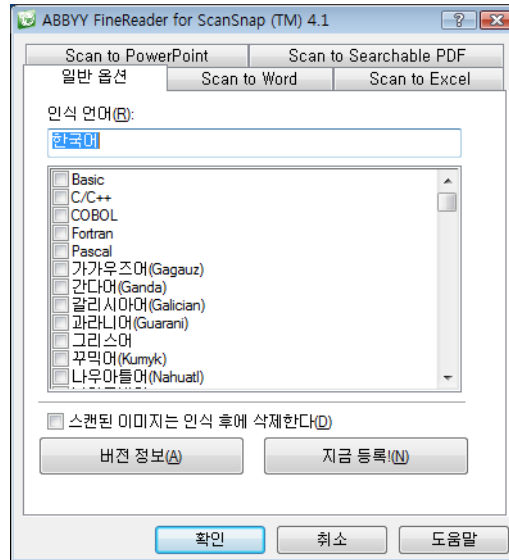 ABBYY FineReader for ScanSnap (TM) 4.1
Scan to PowerPoint Scan to Searchable PDF
일반 옵션 Scan to Word Scan to Excel
인식 언어(R):
한국어
Basic
C/C++
COBOL
Fortran
Pascal
가가우즈어(Gagauz)
간다어(Ganda)
갈리시아어(Galician)
과라니어(Guarani)
그리스어
꾸믹어(Kumyk)
나우아틀어(Nahuatl)
스캔된 이미지는 인식 후에 삭제한다(D)
버전 정보(A) 지금 등록!(N)
확인 취소 도움말